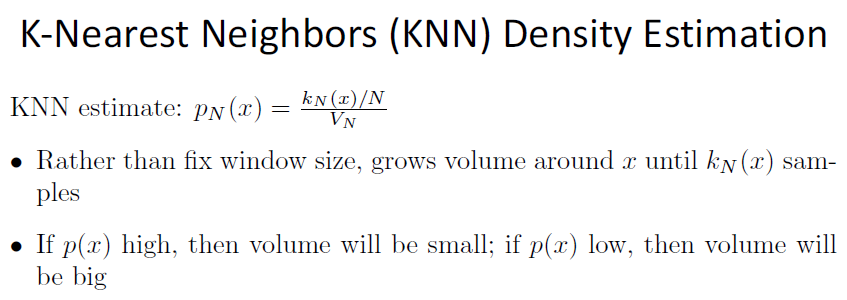 K-Nearest Neighbors (KNN) Density Estimation
KNN estimate: p_N(x) = \frac{k_N(x)/N}{V_N}
• Rather than fix window size, grows volume around x until k_N(x) sam-
ples
• If p(x) high, then volume will be small; if p(x) low, then volume will
be big